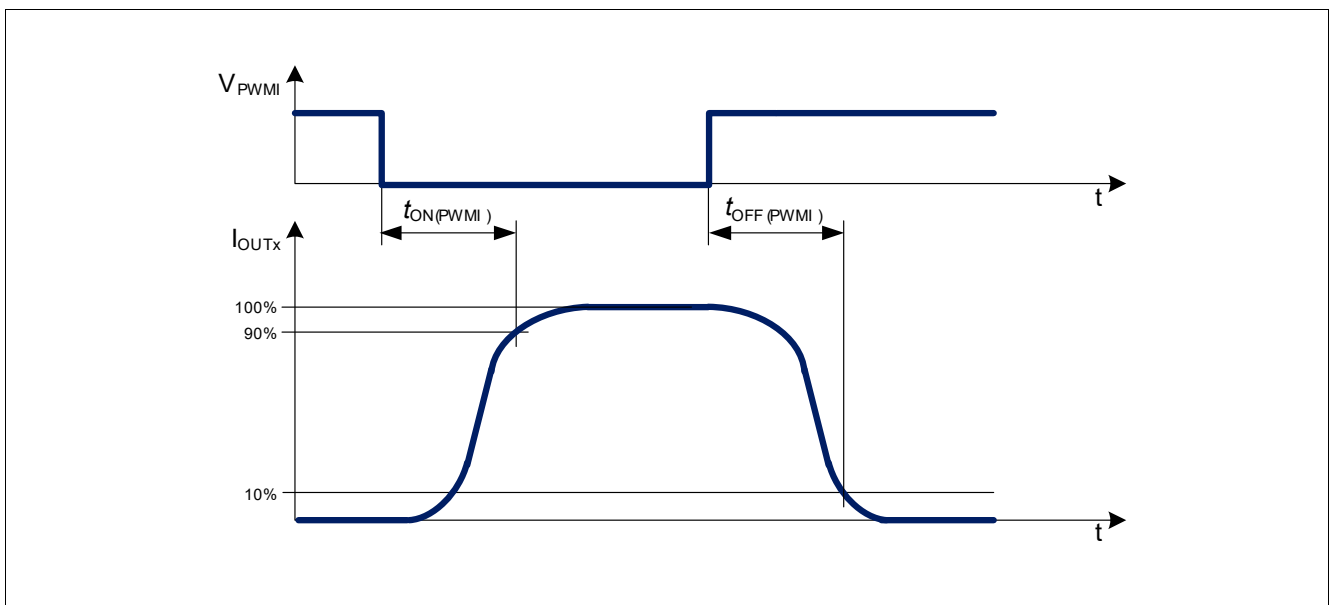 VPWMI
t
tON(PWMI )
tOFF(PWMI )
IOUTx
100%
90%
10%
t